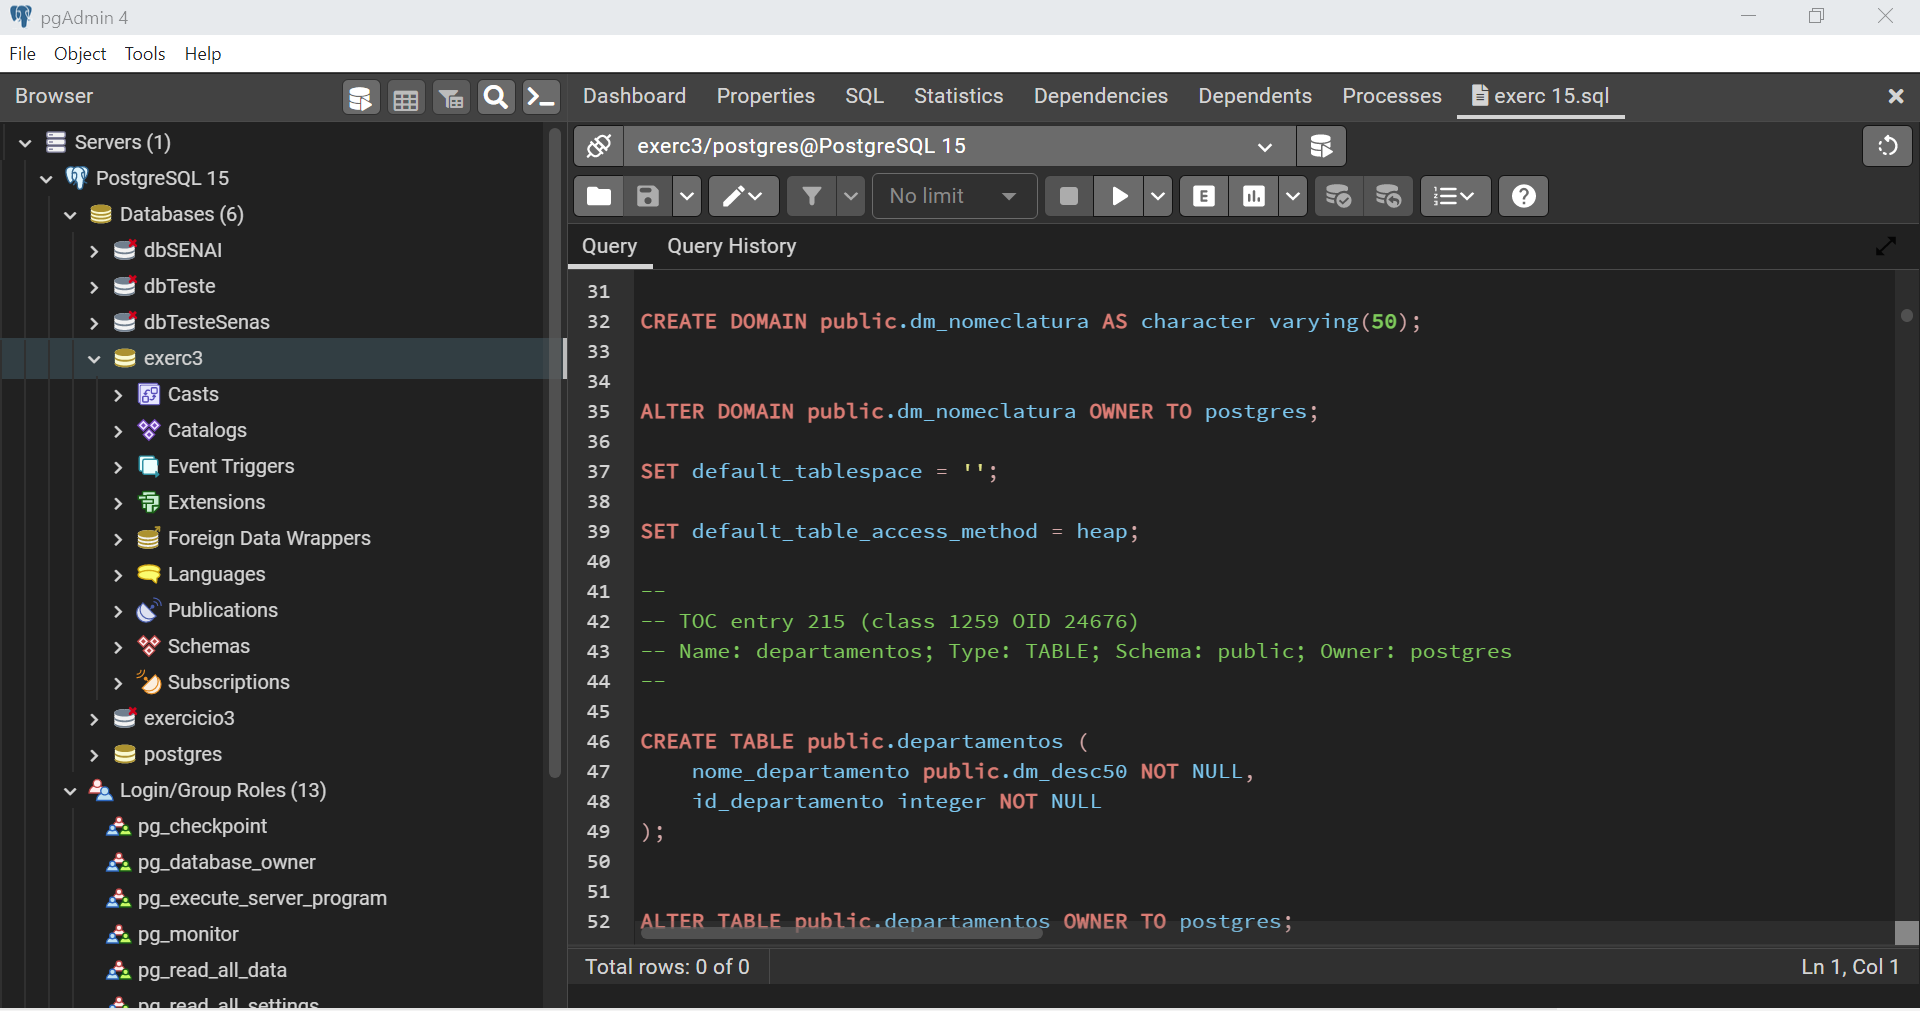 pgAdmin 4
File Object Tools Help
Browser
Dashboard Properties SQL Statistics Dependencies Dependents Processes exerc 15.sql
Servers (1)
PostgreSQL 15
Databases (6)
dbSENAI
dbTeste
dbTesteSenas
exerc3
Casts
Catalogs
Event Triggers
Extensions
Foreign Data Wrappers
Languages
Publications
Schemas
Subscriptions
exercicio3
postgres
Login/Group Roles (13)
pg_checkpoint
pg_database_owner
pg_execute_server_program
pg_monitor
pg_read_all_data
pg_read_all_settings
exerc3/postgres@PostgreSQL 15
No limit
E
Query Query History
31
32 CREATE DOMAIN public.dm_nomeclatura AS character varying(50);
33
34
35 ALTER DOMAIN public.dm_nomeclatura OWNER TO postgres;
36
37 SET default_tablespace = '';
38
39 SET default_table_access_method = heap;
40
41 --
42 -- TOC entry 215 (class 1259 OID 24676)
43 -- Name: departamentos; Type: TABLE; Schema: public; Owner: postgres
44 --
45
46 CREATE TABLE public.departamentos (
47 nome_departamento public.dm_desc50 NOT NULL,
48 id_departamento integer NOT NULL
49 );
50
51
52 ALTER TABLE public.departamentos OWNER TO postgres;
Total rows: 0 of 0
Ln 1, Col 1